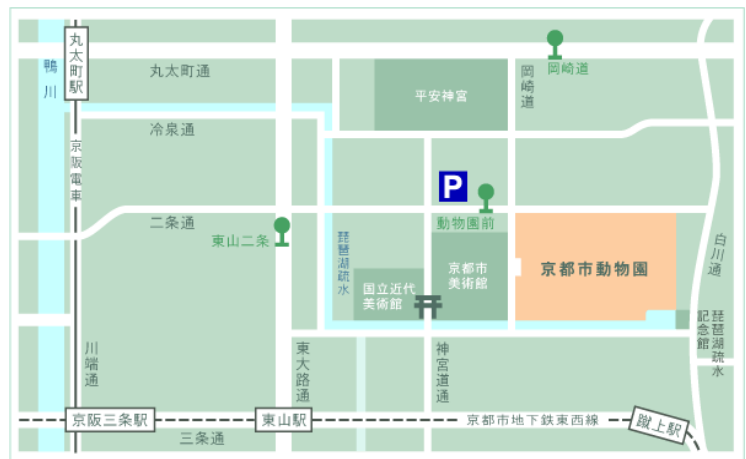 丸太町駅
鴨川
丸太町通
岡崎道
岡崎道
平安神宮
冷泉通
京阪電車
P
二条通
東山二条
動物園前
琵琶湖疏水
国立近代
美術館
京都市
美術館
京都市動物園
白川通
琵琶湖疏水
記念館
川端通
東大路通
神宮道通
京阪三条駅
東山駅
京都市地下鉄東西線
蹴上駅
三条通